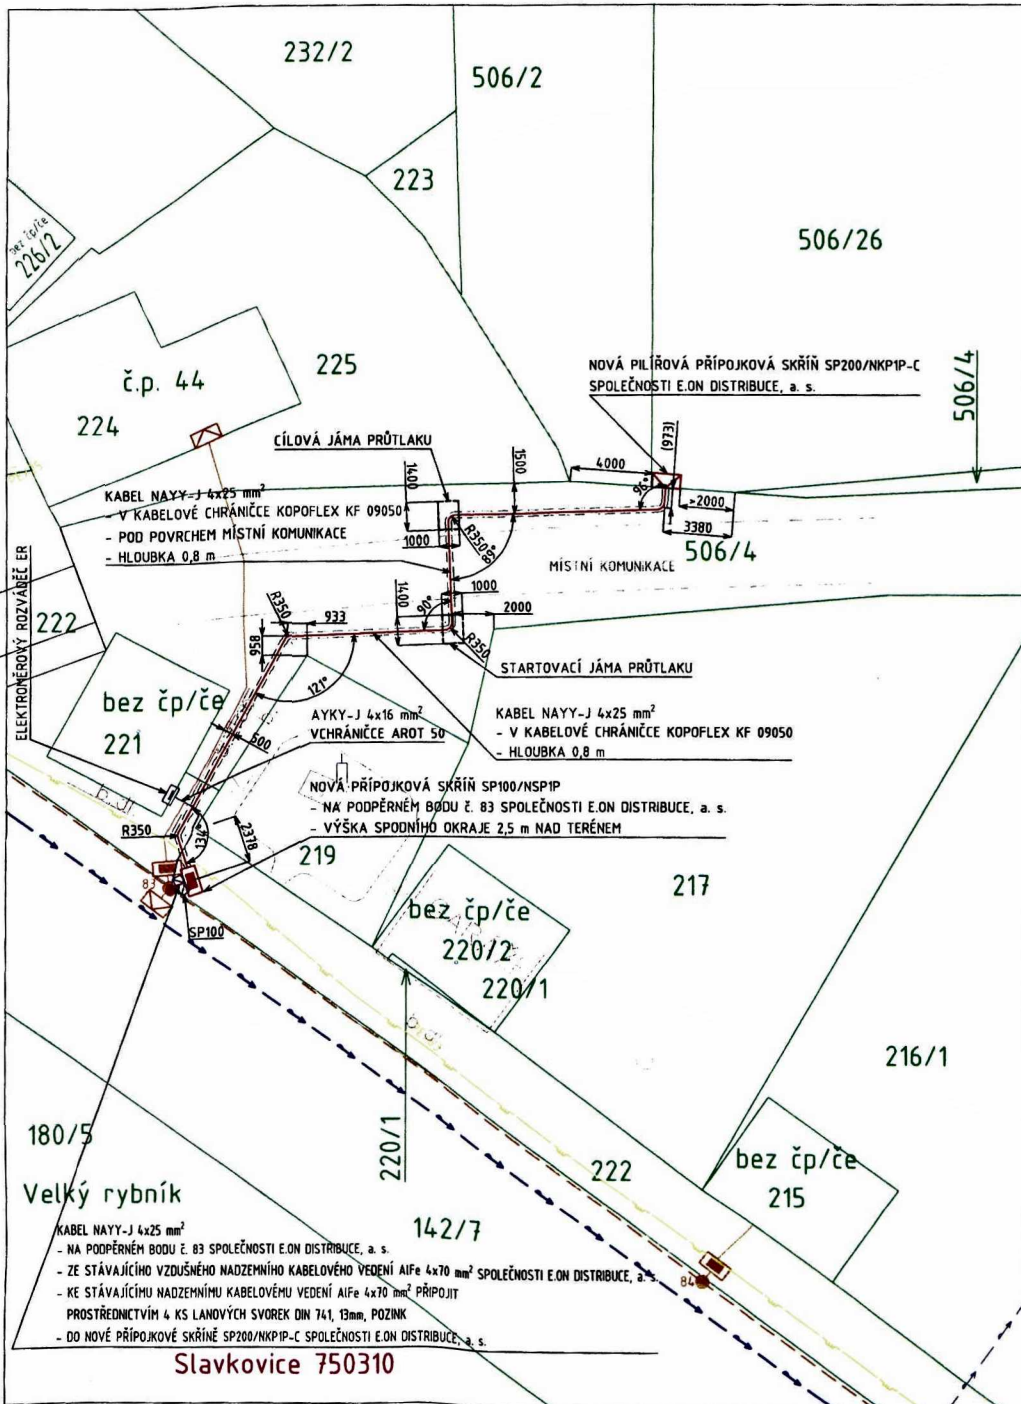 232/2
506/2
223
506/26
bez čp/če
226/2
č.p. 44
225
224
NOVÁ PILÍŘOVÁ PŘÍPOJKOVÁ SKŘÍŇ SP200/NKP1P-C
SPOLEČNOSTI E.ON DISTRIBUCE, a. s.
506/4
CÍLOVÁ JÁMA PRŮTLAKU
(973)
4000
1500
1400
96°
>2000
3380
KABEL NAYY-J 4x25 mm²
- V KABELOVÉ CHRÁNIČCE KOPOFLEX KF 09050
- POD POVRCHEM MÍSTNÍ KOMUNIKACE
- HLOUBKA 0,8 m
1000
R350
89°
506/4
MÍSTNÍ KOMUNIKACE
ELEKTROMĚROVÝ ROZVÁDĚČ ER
222
R350
933
1400
90°
1000
2000
958
R350
121°
STARTOVACÍ JÁMA PRŮTLAKU
bez čp/če
221
500
AYKY-J 4x16 mm²
VCHRÁNIČCE AROT 50
KABEL NAYY-J 4x25 mm²
- V KABELOVÉ CHRÁNIČCE KOPOFLEX KF 09050
- HLOUBKA 0,8 m
NOVÁ PŘÍPOJKOVÁ SKŘÍŇ SP100/NSP1P
- NA PODPĚRNÉM BODU č. 83 SPOLEČNOSTI E.ON DISTRIBUCE, a. s.
- VÝŠKA SPODNÍHO OKRAJE 2,5 m NAD TERÉNEM
R350
134°
2378
219
83
SP100
217
bez čp/če
220/2
220/1
216/1
180/5
220/1
222
bez čp/če
215
Velký rybník
142/7
KABEL NAYY-J 4x25 mm²
- NA PODPĚRNÉM BODU č. 83 SPOLEČNOSTI E.ON DISTRIBUCE, a. s.
- ZE STÁVAJÍCÍHO VZDUŠNÉHO NADZEMNÍHO KABELOVÉHO VEDENÍ AlFe 4x70 mm² SPOLEČNOSTI E.ON DISTRIBUCE, a. s.
84
- KE STÁVAJÍCÍMU NADZEMNÍMU KABELOVÉMU VEDENÍ AlFe 4x70 mm² PŘIPOJIT
PROSTŘEDNICTVÍM 4 KS LANOVÝCH SVOREK DIN 741, 13mm, POZINK
- DO NOVÉ PŘÍPOJKOVÉ SKŘÍNĚ SP200/NKP1P-C SPOLEČNOSTI E.ON DISTRIBUCE, a. s.
Slavkovice 750310